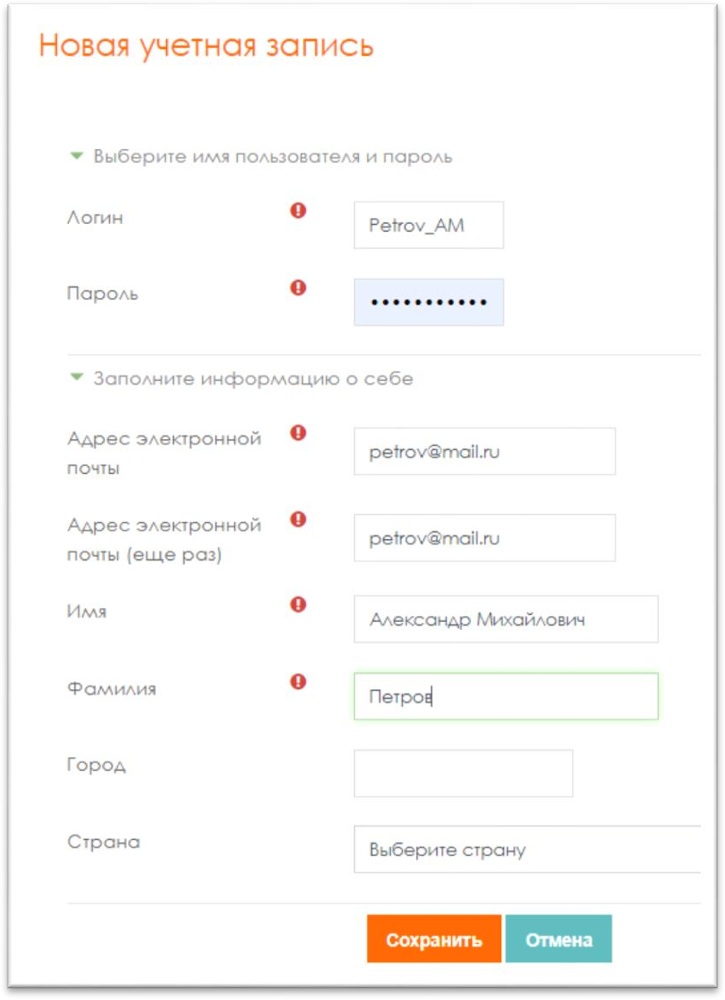 Новая учетная запись
Выберите имя пользователя и пароль
Логин
Petrov_AM
Пароль
•••••••••••
Заполните информацию о себе
Адрес электронной
почты
petrov@mail.ru
Адрес электронной
почты (еще раз)
petrov@mail.ru
Имя
Александр Михайлович
Фамилия
Петров
Город
Страна
Выберите страну
Сохранить
Отмена